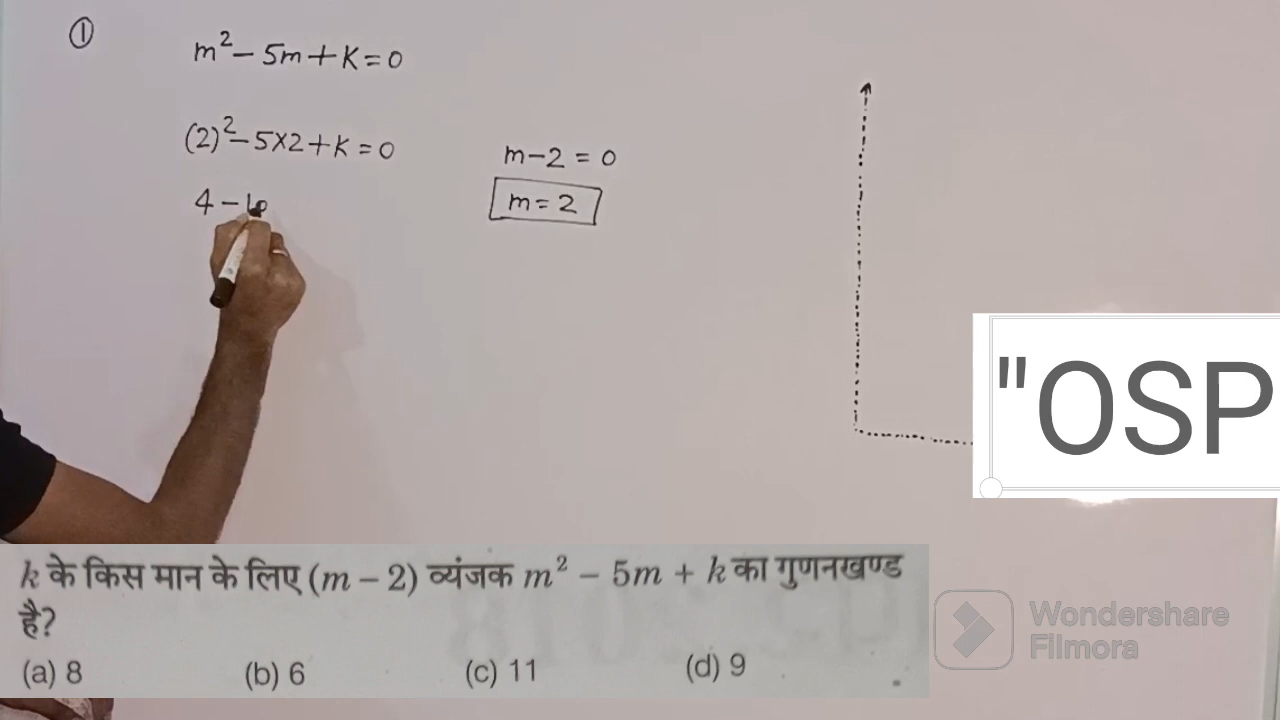 ①
m² – 5m + K = 0
(2)² – 5×2 + K = 0
m – 2 = 0
4 – 10
m = 2
"OSP
k के किस मान के लिए (m – 2) व्यंजक m² – 5m + k का गुणनखण्ड
है?
(a) 8 (b) 6 (c) 11 (d) 9
Wondershare
Filmora